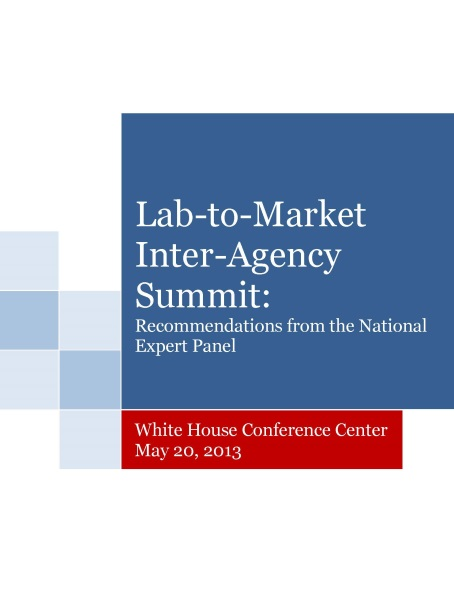 Lab-to-Market
Inter-Agency
Summit:
Recommendations from the National
Expert Panel
White House Conference Center
May 20, 2013